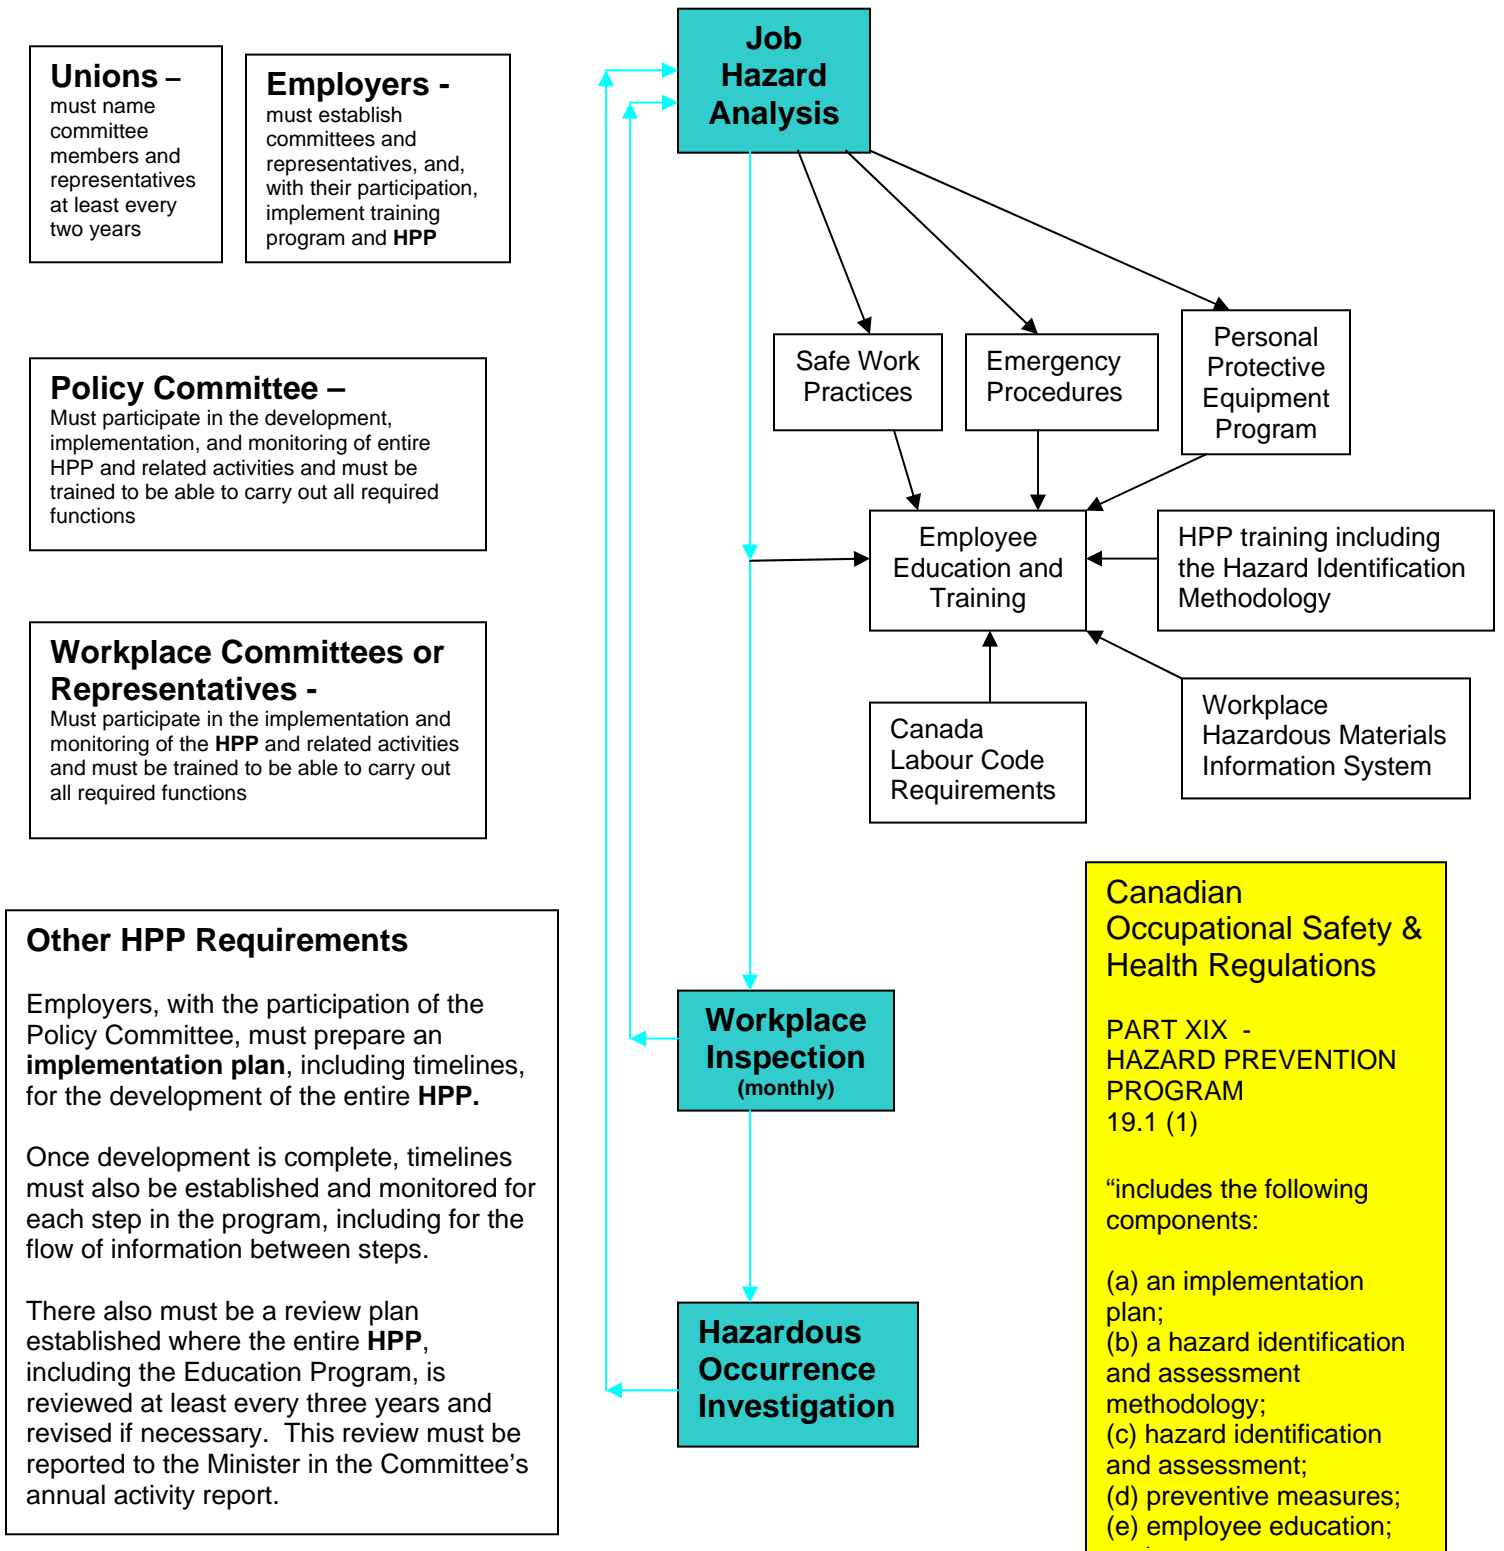 Job
Hazard
Analysis
Unions –
must name
committee
members and
representatives
at least every
two years
Employers -
must establish
committees and
representatives, and,
with their participation,
implement training
program and HPP
Safe Work
Practices
Emergency
Procedures
Personal
Protective
Equipment
Program
Policy Committee –
Must participate in the development,
implementation, and monitoring of entire
HPP and related activities and must be
trained to be able to carry out all required
functions
Employee
Education and
Training
HPP training including
the Hazard Identification
Methodology
Workplace Committees or
Representatives -
Must participate in the implementation and
monitoring of the HPP and related activities
and must be trained to be able to carry out
all required functions
Canada
Labour Code
Requirements
Workplace
Hazardous Materials
Information System
Other HPP Requirements
Employers, with the participation of the
Policy Committee, must prepare an
implementation plan, including timelines,
for the development of the entire HPP.
Once development is complete, timelines
must also be established and monitored for
each step in the program, including for the
flow of information between steps.
There also must be a review plan
established where the entire HPP,
including the Education Program, is
reviewed at least every three years and
revised if necessary.  This review must be
reported to the Minister in the Committee's
annual activity report.
Workplace
Inspection
(monthly)
Hazardous
Occurrence
Investigation
Canadian
Occupational Safety &
Health Regulations
PART XIX  -
HAZARD PREVENTION
PROGRAM
19.1 (1)
“includes the following
components:
(a) an implementation
plan;
(b) a hazard identification
and assessment
methodology;
(c) hazard identification
and assessment;
(d) preventive measures;
(e) employee education;